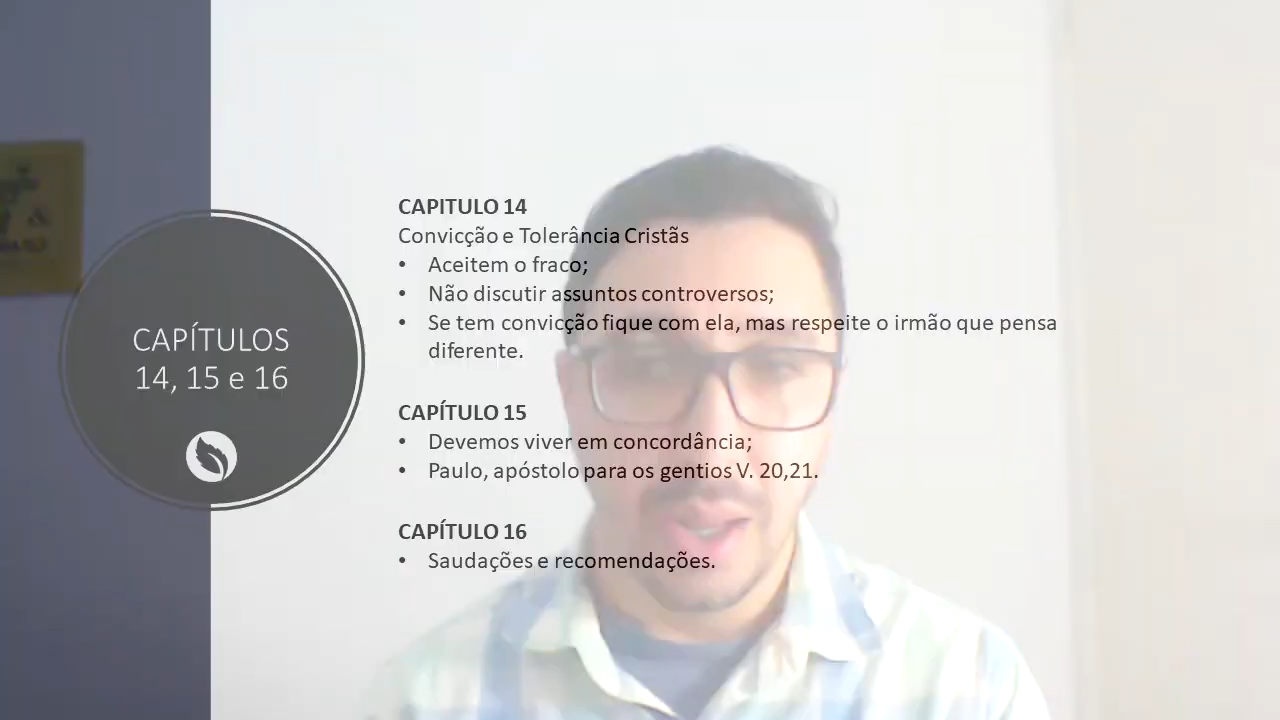 CAPÍTULOS
14, 15 e 16
CAPITULO 14
Convicção e Tolerância Cristãs
• Aceitem o fraco;
• Não discutir assuntos controversos;
• Se tem convicção fique com ela, mas respeite o irmão que pensa
diferente.
CAPÍTULO 15
• Devemos viver em concordância;
• Paulo, apóstolo para os gentios V. 20,21.
CAPÍTULO 16
• Saudações e recomendações.